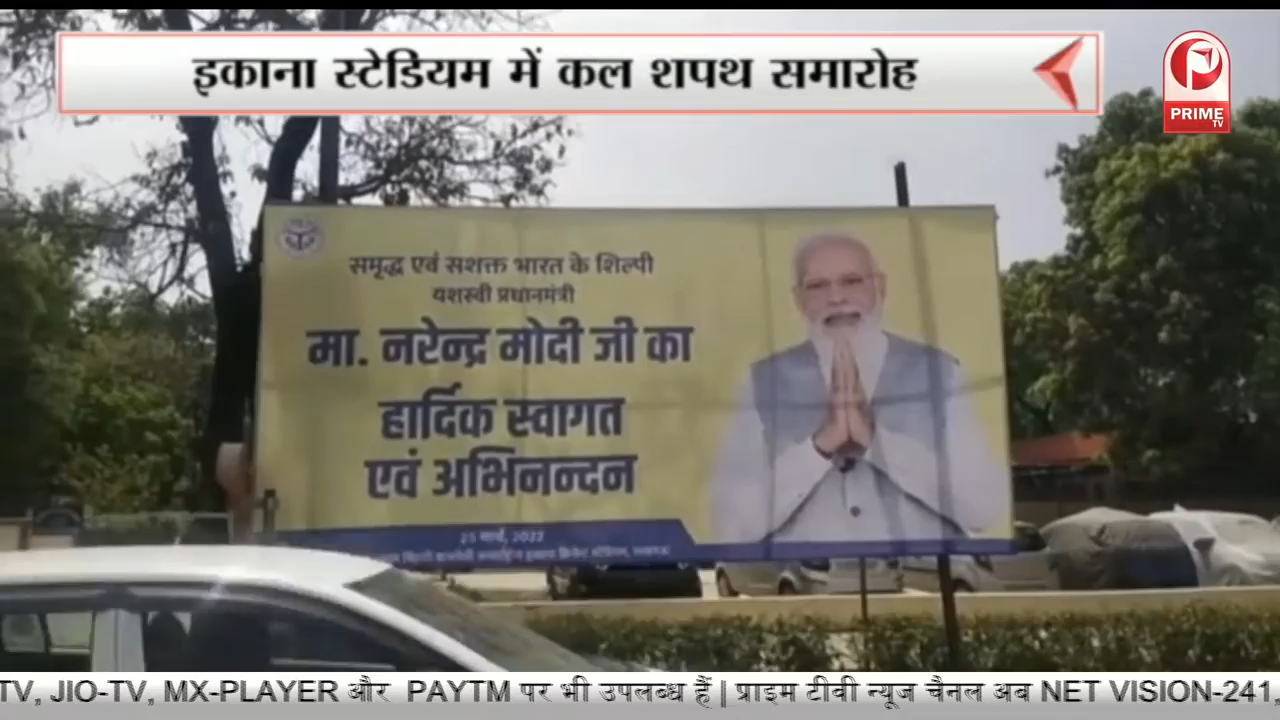 इकाना स्टेडियम में कल शपथ समारोह
PRIME
TV
समृद्ध एवं सशक्त भारत के शिल्पी
यशस्वी प्रधानमंत्री
मा. नरेन्द्र मोदी जी का
हार्दिक स्वागत
एवं अभिनन्दन
25 मार्च, 2022
TV, JIO-TV, MX-PLAYER और PAYTM पर भी उपलब्ध हैं | प्राइम टीवी न्यूज चैनल अब NET VISION-241,